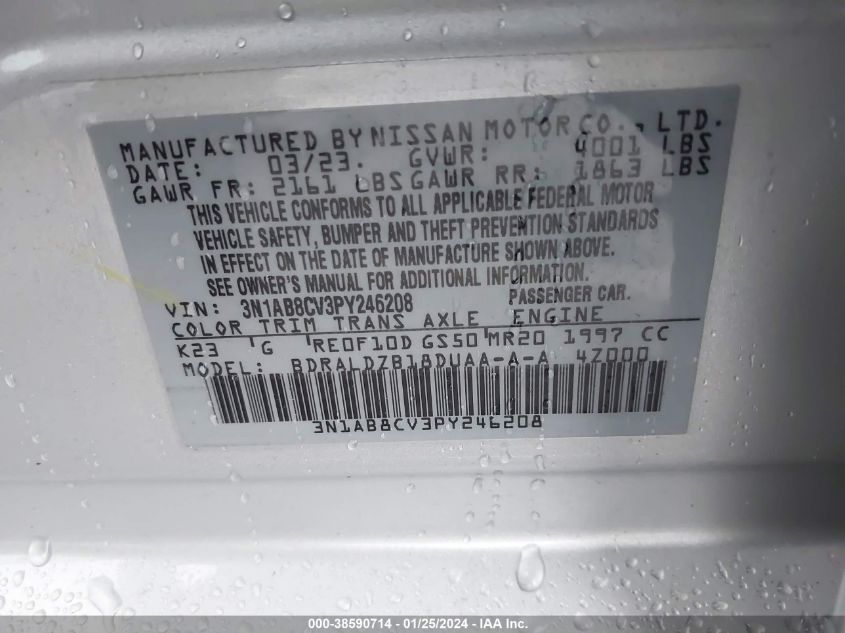 MANUFACTURED BY NISSAN MOTOR CO., LTD.
DATE: 03/23. GVWR: 4001 LBS
GAWR FR: 2161 LBS GAWR RR: 1863 LBS
THIS VEHICLE CONFORMS TO ALL APPLICABLE FEDERAL MOTOR
VEHICLE SAFETY, BUMPER AND THEFT PREVENTION STANDARDS
IN EFFECT ON THE DATE OF MANUFACTURE SHOWN ABOVE.
SEE OWNER'S MANUAL FOR ADDITIONAL INFORMATION.
VIN: 3N1AB8CV3PY246208 PASSENGER CAR.
COLOR TRIM TRANS AXLE ENGINE
K23 G RE0F10D GS50 MR20 1997 CC
MODEL: BDRALDZB18DUAA-A-A 4Z000
3N1AB8CV3PY246208
000-38590714 - 01/25/2024 - IAA Inc.